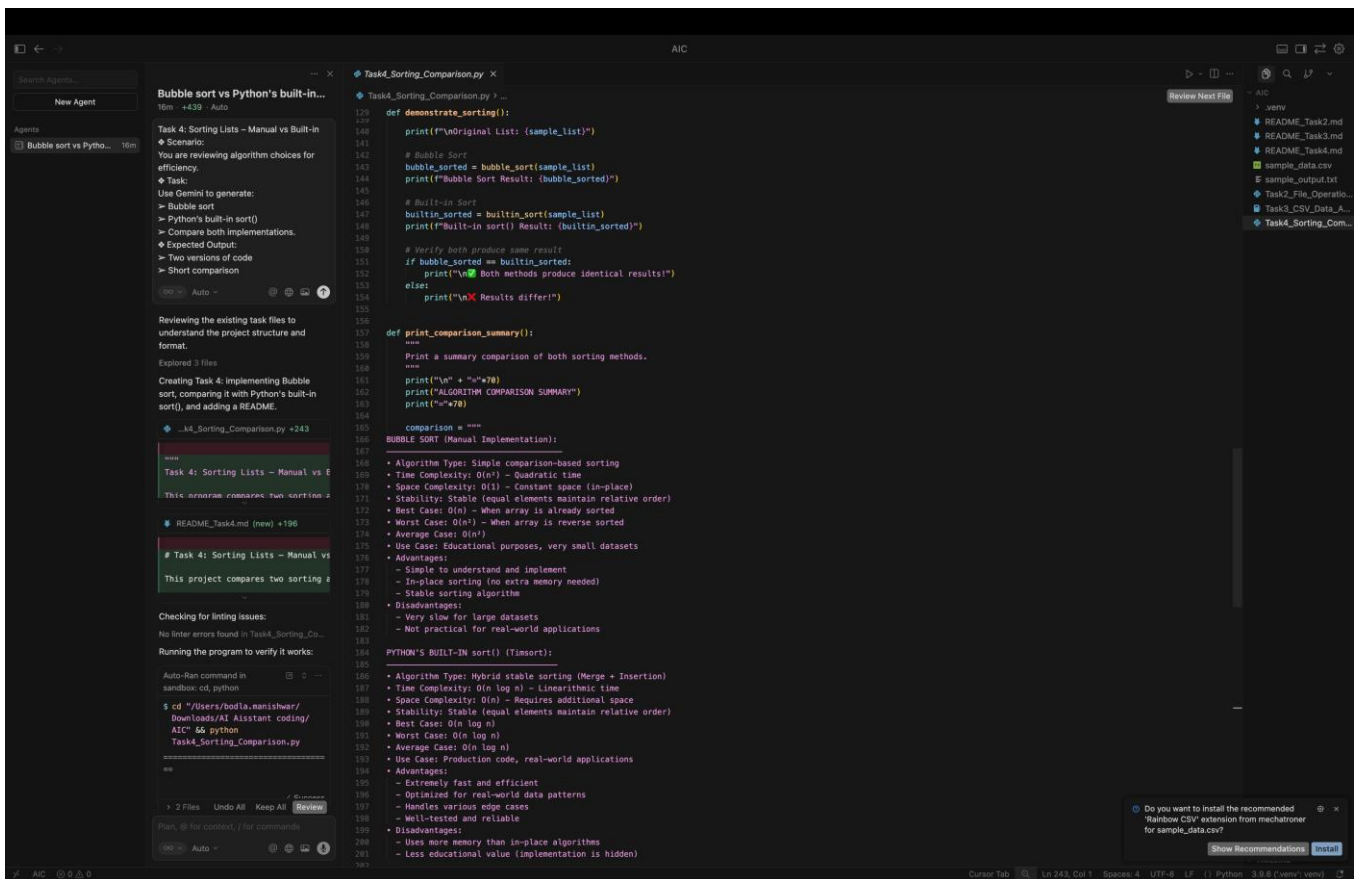 AIC
Search Agents...
New Agent
Agents
Bubble sort vs Pytho... 16m
Bubble sort vs Python's built-in...
16m · +439 · Auto
Task 4: Sorting Lists – Manual vs Built-in
❖ Scenario:
You are reviewing algorithm choices for
efficiency.
❖ Task:
Use Gemini to generate:
➢ Bubble sort
➢ Python's built-in sort()
➢ Compare both implementations.
❖ Expected Output:
➢ Two versions of code
➢ Short comparison
Auto
Reviewing the existing task files to
understand the project structure and
format.
Explored 3 files
Creating Task 4: implementing Bubble
sort, comparing it with Python's built-in
sort(), and adding a README.
...k4_Sorting_Comparison.py +243
"""
Task 4: Sorting Lists – Manual vs B
This program compares two sorting a
README_Task4.md (new) +196
# Task 4: Sorting Lists – Manual vs
This project compares two sorting a
Checking for linting issues:
No linter errors found in Task4_Sorting_Co...
Running the program to verify it works:
Auto-Ran command in
sandbox: cd, python
$ cd "/Users/bodla.manishwar/
Downloads/AI Aisstant coding/
AIC" && python
Task4_Sorting_Comparison.py
==================================
==
✓ Success
> 2 Files Undo All Keep All Review
Plan, @ for context, / for commands
Auto
Task4_Sorting_Comparison.py
Task4_Sorting_Comparison.py > ...
Review Next File
129 def demonstrate_sorting():
139
140 print(f"\nOriginal List: {sample_list}")
141
142 # Bubble Sort
143 bubble_sorted = bubble_sort(sample_list)
144 print(f"Bubble Sort Result: {bubble_sorted}")
145
146 # Built-in Sort
147 builtin_sorted = builtin_sort(sample_list)
148 print(f"Built-in sort() Result: {builtin_sorted}")
149
150 # Verify both produce same result
151 if bubble_sorted == builtin_sorted:
152 print("\n✅ Both methods produce identical results!")
153 else:
154 print("\n❌ Results differ!")
155
156
157 def print_comparison_summary():
158 """
159 Print a summary comparison of both sorting methods.
160 """
161 print("\n" + "="*70)
162 print("ALGORITHM COMPARISON SUMMARY")
163 print("="*70)
164
165 comparison = """
166 BUBBLE SORT (Manual Implementation):
167
168 • Algorithm Type: Simple comparison-based sorting
169 • Time Complexity: O(n²) – Quadratic time
170 • Space Complexity: O(1) – Constant space (in-place)
171 • Stability: Stable (equal elements maintain relative order)
172 • Best Case: O(n) – When array is already sorted
173 • Worst Case: O(n²) – When array is reverse sorted
174 • Average Case: O(n²)
175 • Use Case: Educational purposes, very small datasets
176 • Advantages:
177 – Simple to understand and implement
178 – In-place sorting (no extra memory needed)
179 – Stable sorting algorithm
180 • Disadvantages:
181 – Very slow for large datasets
182 – Not practical for real-world applications
183
184 PYTHON'S BUILT-IN sort() (Timsort):
185
186 • Algorithm Type: Hybrid stable sorting (Merge + Insertion)
187 • Time Complexity: O(n log n) – Linearithmic time
188 • Space Complexity: O(n) – Requires additional space
189 • Stability: Stable (equal elements maintain relative order)
190 • Best Case: O(n log n)
191 • Worst Case: O(n log n)
192 • Average Case: O(n log n)
193 • Use Case: Production code, real-world applications
194 • Advantages:
195 – Extremely fast and efficient
196 – Optimized for real-world data patterns
197 – Handles various edge cases
198 – Well-tested and reliable
199 • Disadvantages:
200 – Uses more memory than in-place algorithms
201 – Less educational value (implementation is hidden)
202
AIC
.venv
README_Task2.md
README_Task3.md
README_Task4.md
sample_data.csv
sample_output.txt
Task2_File_Operatio...
Task3_CSV_Data_A...
Task4_Sorting_Com...
Do you want to install the recommended
'Rainbow CSV' extension from mechatroner
for sample_data.csv?
Show Recommendations Install
AIC 0 0 Cursor Tab Ln 243, Col 1 Spaces: 4 UTF-8 LF () Python 3.9.6 ('.venv': venv)